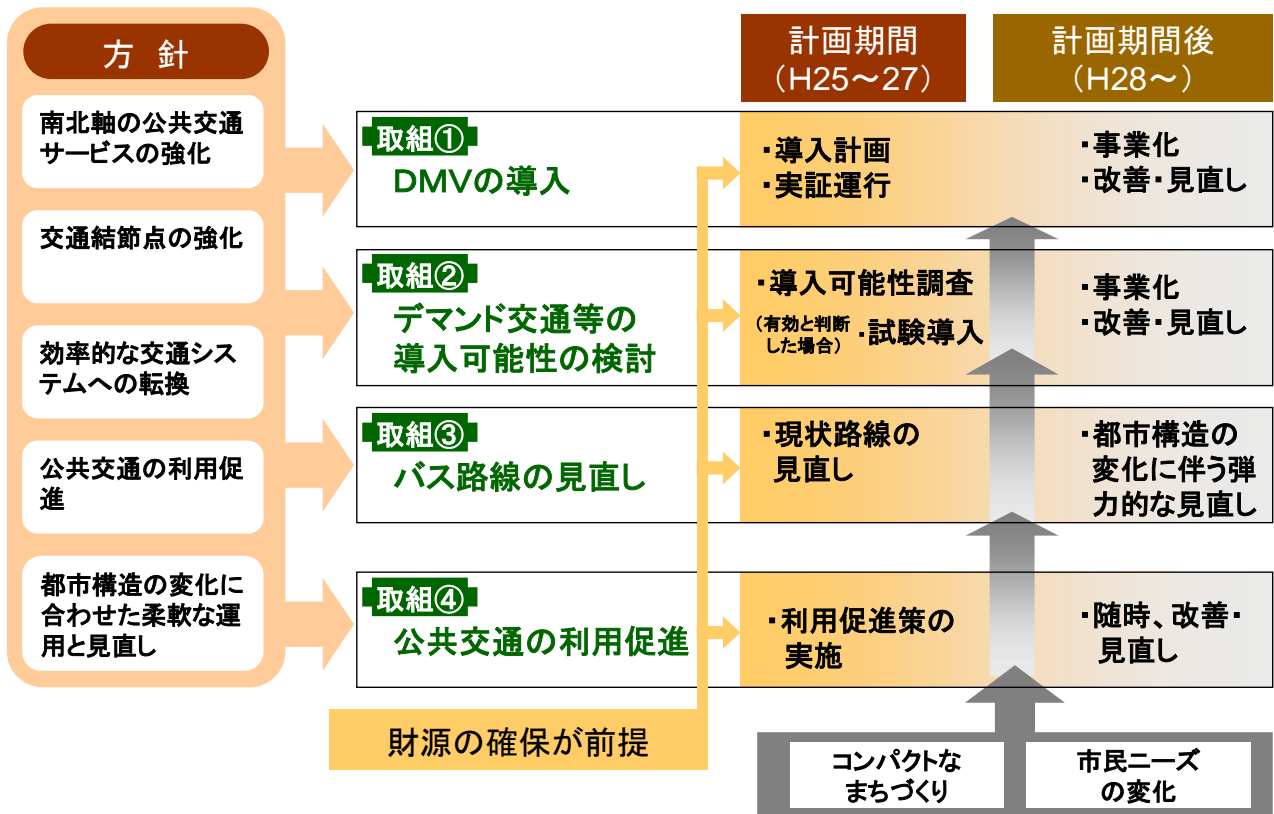 方 針
南北軸の公共交通
サービスの強化
交通結節点の強化
効率的な交通シス
テムへの転換
公共交通の利用促
進
都市構造の変化に
合わせた柔軟な運
用と見直し
計画期間
（H25～27）
計画期間後
（H28～）
取組①
DMVの導入
・導入計画
・実証運行
・事業化
・改善・見直し
取組②
デマンド交通等の
導入可能性の検討
・導入可能性調査
（有効と判断
した場合）
・試験導入
・事業化
・改善・見直し
取組③
バス路線の見直し
・現状路線の
見直し
・都市構造の
変化に伴う弾
力的な見直し
取組④
公共交通の利用促進
・利用促進策の
実施
・随時、改善・
見直し
財源の確保が前提
コンパクトな
まちづくり
市民ニーズ
の変化